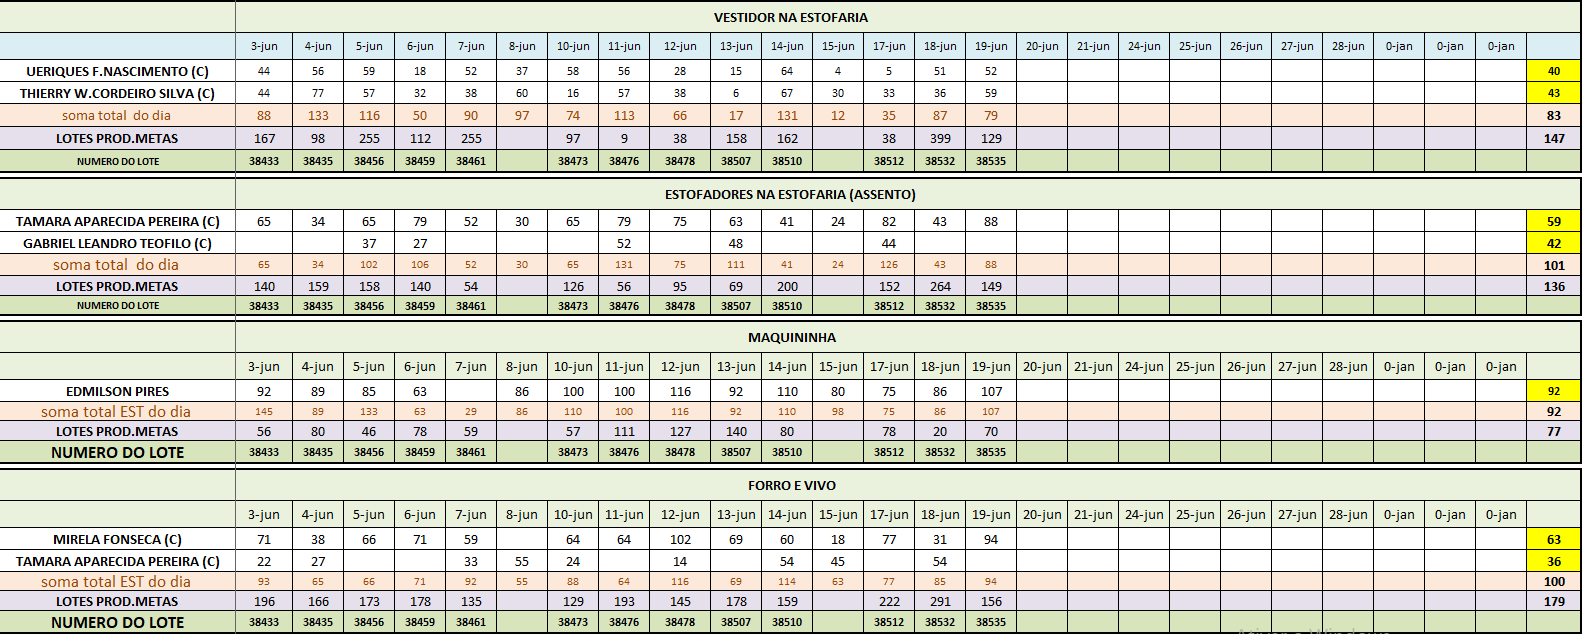 VESTIDOR NA ESTOFARIA
3-jun 4-jun 5-jun 6-jun 7-jun 8-jun 10-jun 11-jun 12-jun 13-jun 14-jun 15-jun 17-jun 18-jun 19-jun 20-jun 21-jun 24-jun 25-jun 26-jun 27-jun 28-jun 0-jan 0-jan 0-jan
UERIQUES F.NASCIMENTO (C) 44 56 59 18 52 37 58 56 28 15 64 4 5 51 52 40
THIERRY W.CORDEIRO SILVA (C) 44 77 57 32 38 60 16 57 38 6 67 30 33 36 59 43
soma total do dia 88 133 116 50 90 97 74 113 66 17 131 12 35 87 79 83
LOTES PROD.METAS 167 98 255 112 255 97 9 38 158 162 38 399 129 147
NUMERO DO LOTE 38433 38435 38456 38459 38461 38473 38476 38478 38507 38510 38512 38532 38535
ESTOFADORES NA ESTOFARIA (ASSENTO)
TAMARA APARECIDA PEREIRA (C) 65 34 65 79 52 30 65 79 75 63 41 24 82 43 88 59
GABRIEL LEANDRO TEOFILO (C) 37 27 52 48 44 42
soma total do dia 65 34 102 106 52 30 65 131 75 111 41 24 126 43 88 101
LOTES PROD.METAS 140 159 158 140 54 126 56 95 69 200 152 264 149 136
NUMERO DO LOTE 38433 38435 38456 38459 38461 38473 38476 38478 38507 38510 38512 38532 38535
MAQUININHA
3-jun 4-jun 5-jun 6-jun 7-jun 8-jun 10-jun 11-jun 12-jun 13-jun 14-jun 15-jun 17-jun 18-jun 19-jun 20-jun 21-jun 24-jun 25-jun 26-jun 27-jun 28-jun 0-jan 0-jan 0-jan
EDMILSON PIRES 92 89 85 63 86 100 100 116 92 110 80 75 86 107 92
soma total EST do dia 145 89 133 63 29 86 110 100 116 92 110 98 75 86 107 92
LOTES PROD.METAS 56 80 46 78 59 57 111 127 140 80 78 20 70 77
NUMERO DO LOTE 38433 38435 38456 38459 38461 38473 38476 38478 38507 38510 38512 38532 38535
FORRO E VIVO
3-jun 4-jun 5-jun 6-jun 7-jun 8-jun 10-jun 11-jun 12-jun 13-jun 14-jun 15-jun 17-jun 18-jun 19-jun 20-jun 21-jun 24-jun 25-jun 26-jun 27-jun 28-jun 0-jan 0-jan 0-jan
MIRELA FONSECA (C) 71 38 66 71 59 64 64 102 69 60 18 77 31 94 63
TAMARA APARECIDA PEREIRA (C) 22 27 33 55 24 14 54 45 54 36
soma total EST do dia 93 65 66 71 92 55 88 64 116 69 114 63 77 85 94 100
LOTES PROD.METAS 196 166 173 178 135 129 193 145 178 159 222 291 156 179
NUMERO DO LOTE 38433 38435 38456 38459 38461 38473 38476 38478 38507 38510 38512 38532 38535